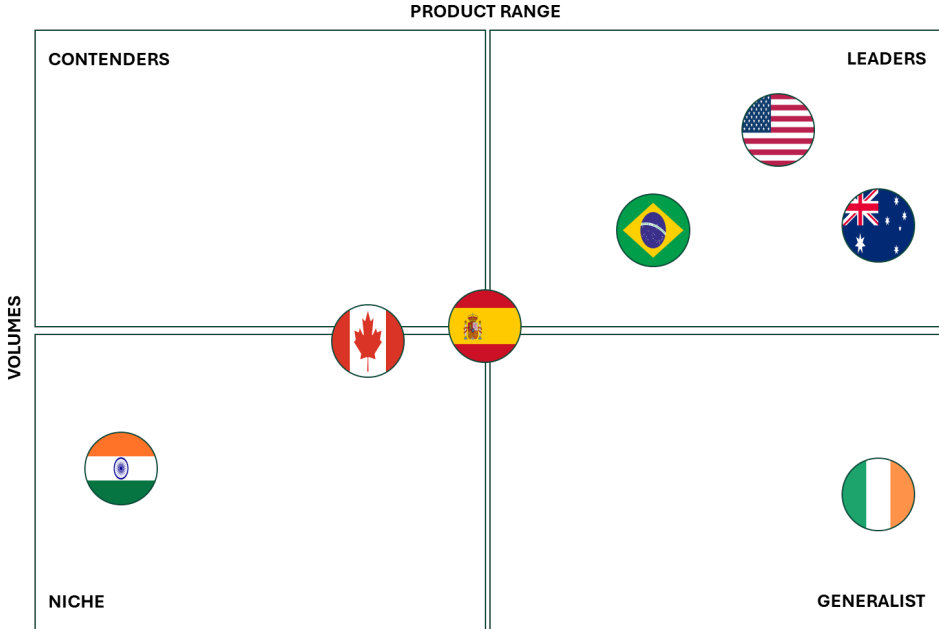 PRODUCT RANGE
CONTENDERS
LEADERS
VOLUMES
NICHE
GENERALIST